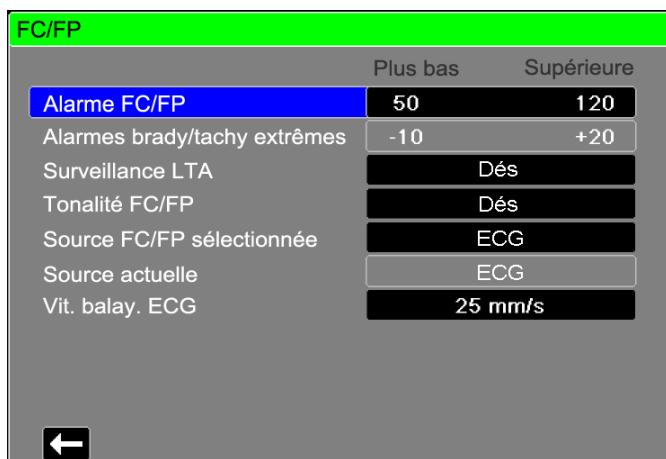 FC/FP
Plus bas Supérieure
Alarme FC/FP 50 120
Alarmes brady/tachy extrêmes -10 +20
Surveillance LTA Dés
Tonalité FC/FP Dés
Source FC/FP sélectionnée ECG
Source actuelle ECG
Vit. balay. ECG 25 mm/s